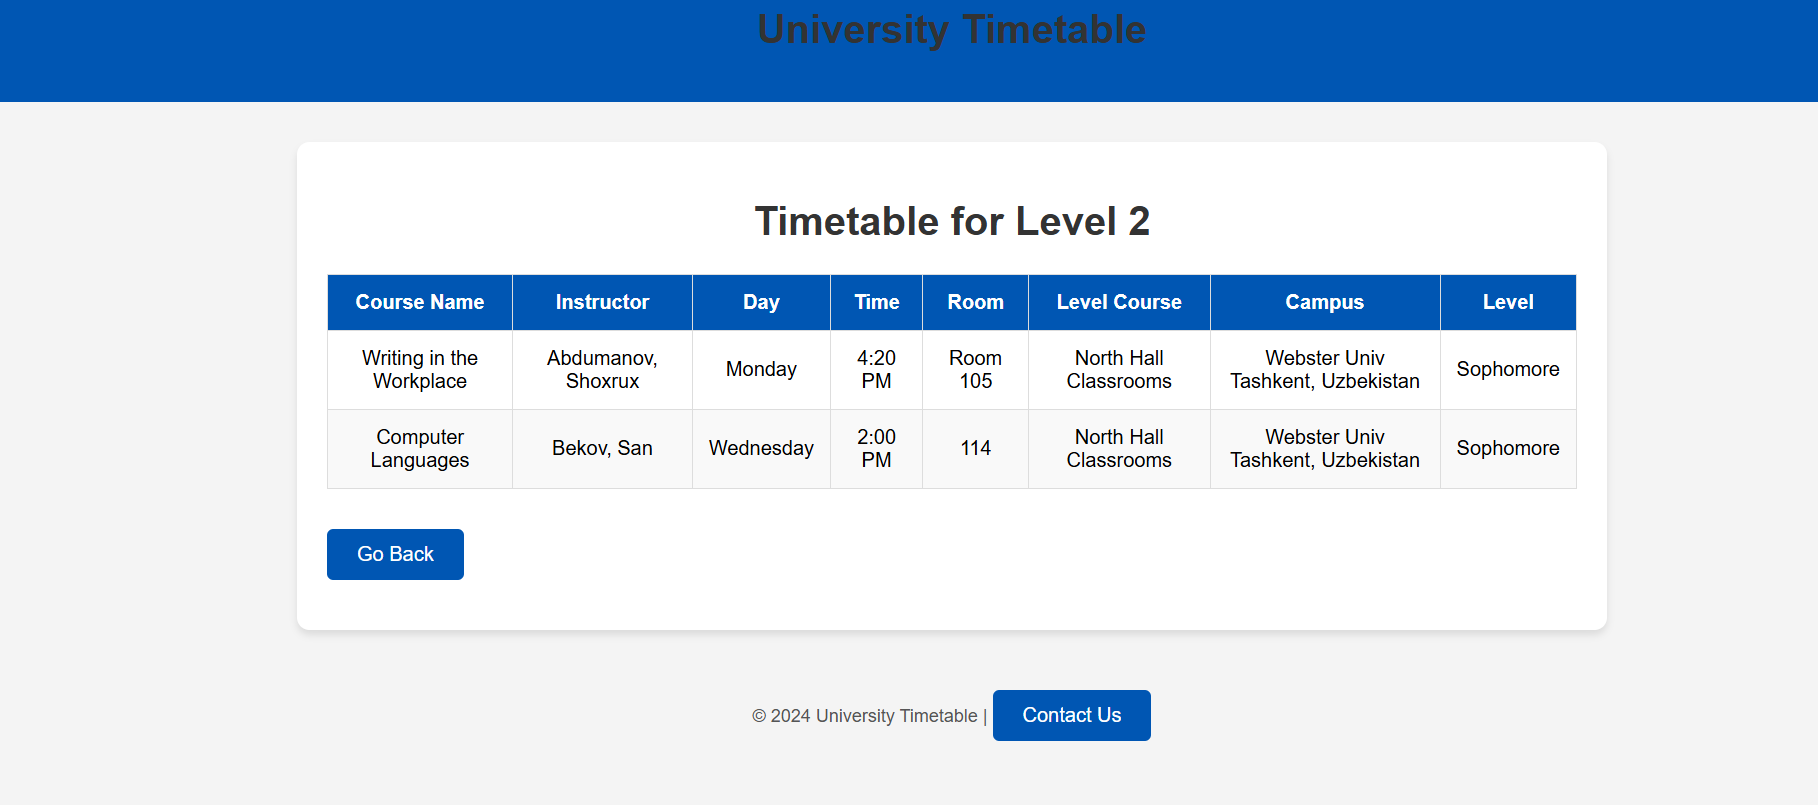 University Timetable
Timetable for Level 2
Course Name Instructor Day Time Room Level Course Campus Level
Writing in the Workplace Abdumanov, Shoxrux Monday 4:20 PM Room 105 North Hall Classrooms Webster Univ Tashkent, Uzbekistan Sophomore
Computer Languages Bekov, San Wednesday 2:00 PM 114 North Hall Classrooms Webster Univ Tashkent, Uzbekistan Sophomore
Go Back
© 2024 University Timetable | Contact Us